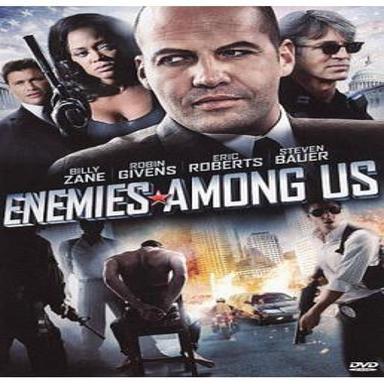 BILLY ZANE
ROBIN GIVENS
ERIC ROBERTS
STEVEN BAUER
ENEMIES★AMONG US
DVD